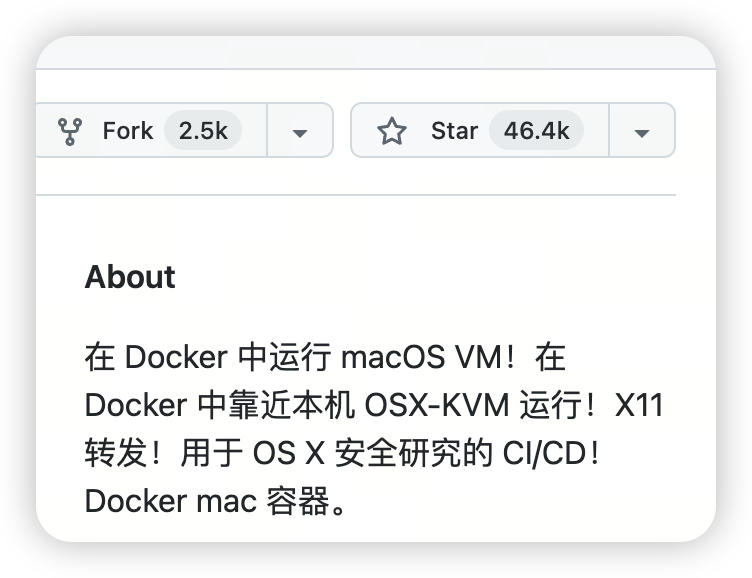 Fork 2.5k Star 46.4k
About
在 Docker 中运行 macOS VM！在
Docker 中靠近本机 OSX-KVM 运行！X11
转发！用于 OS X 安全研究的 CI/CD！
Docker mac 容器。